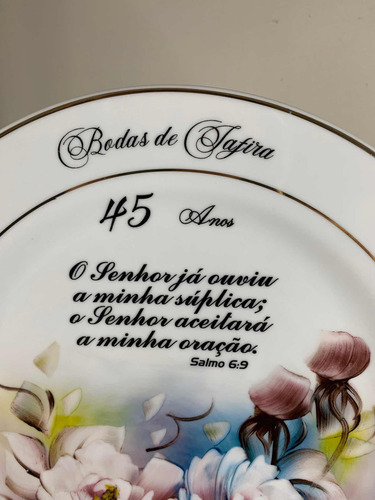 Bodas de Safira
45 Anos
O Senhor já ouviu
a minha súplica;
o Senhor aceitará
a minha oração.
Salmo 6:9